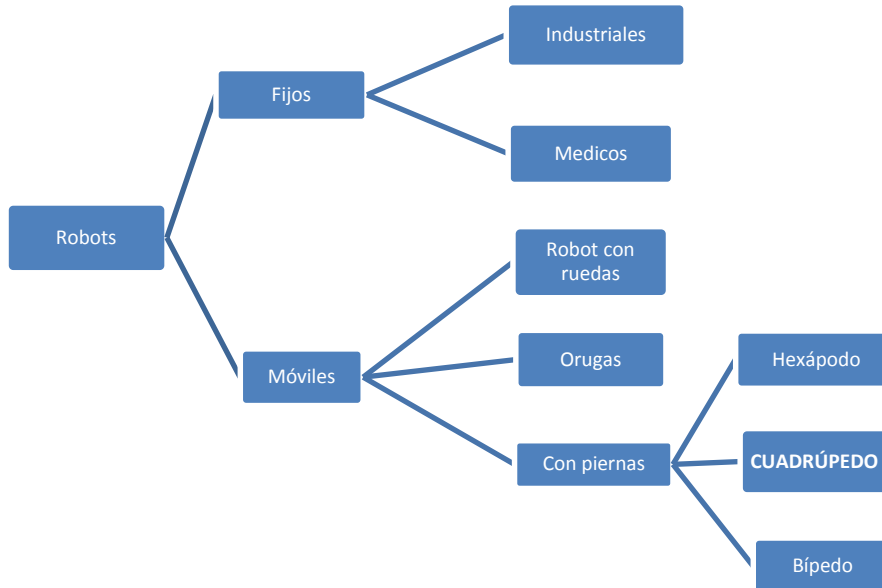 Robots
Fijos
Industriales
Medicos
Móviles
Robot con
ruedas
Orugas
Con piernas
Hexápodo
CUADRÚPEDO
Bípedo